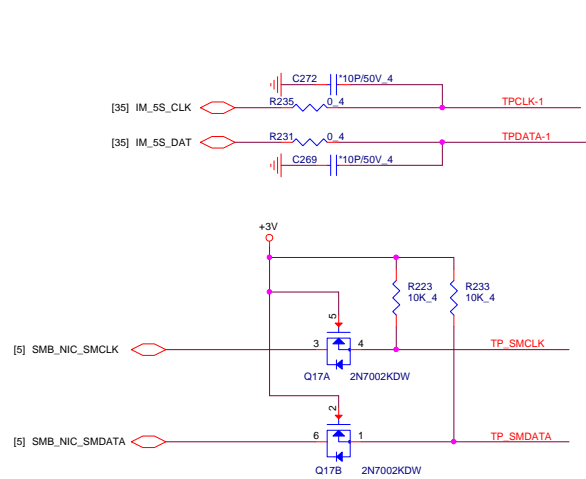 C272 *10P/50V_4
[35] IM_5S_CLK R235 0_4 TPCLK-1
[35] IM_5S_DAT R231 0_4 TPDATA-1
C269 *10P/50V_4
+3V
R223 R233
10K_4 10K_4
5
[5] SMB_NIC_SMCLK 3 4 TP_SMCLK
Q17A 2N7002KDW
2
[5] SMB_NIC_SMDATA 6 1 TP_SMDATA
Q17B 2N7002KDW